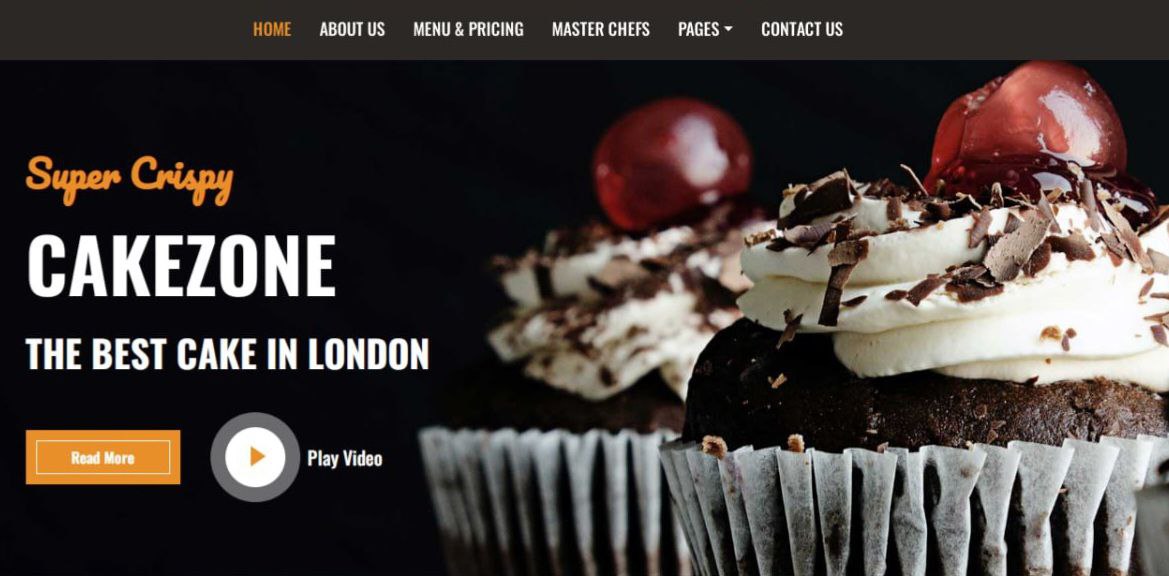 HOME ABOUT US MENU & PRICING MASTER CHEFS PAGES CONTACT US
Super Crispy
CAKEZONE
THE BEST CAKE IN LONDON
Read More Play Video